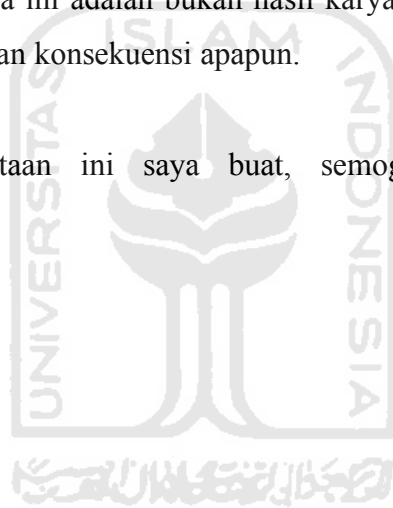 a ini adalah bukan hasil karya
an konsekuensi apapun.
taan ini saya buat, semog
ISLAM
UNIVERSITAS
INDONESIA